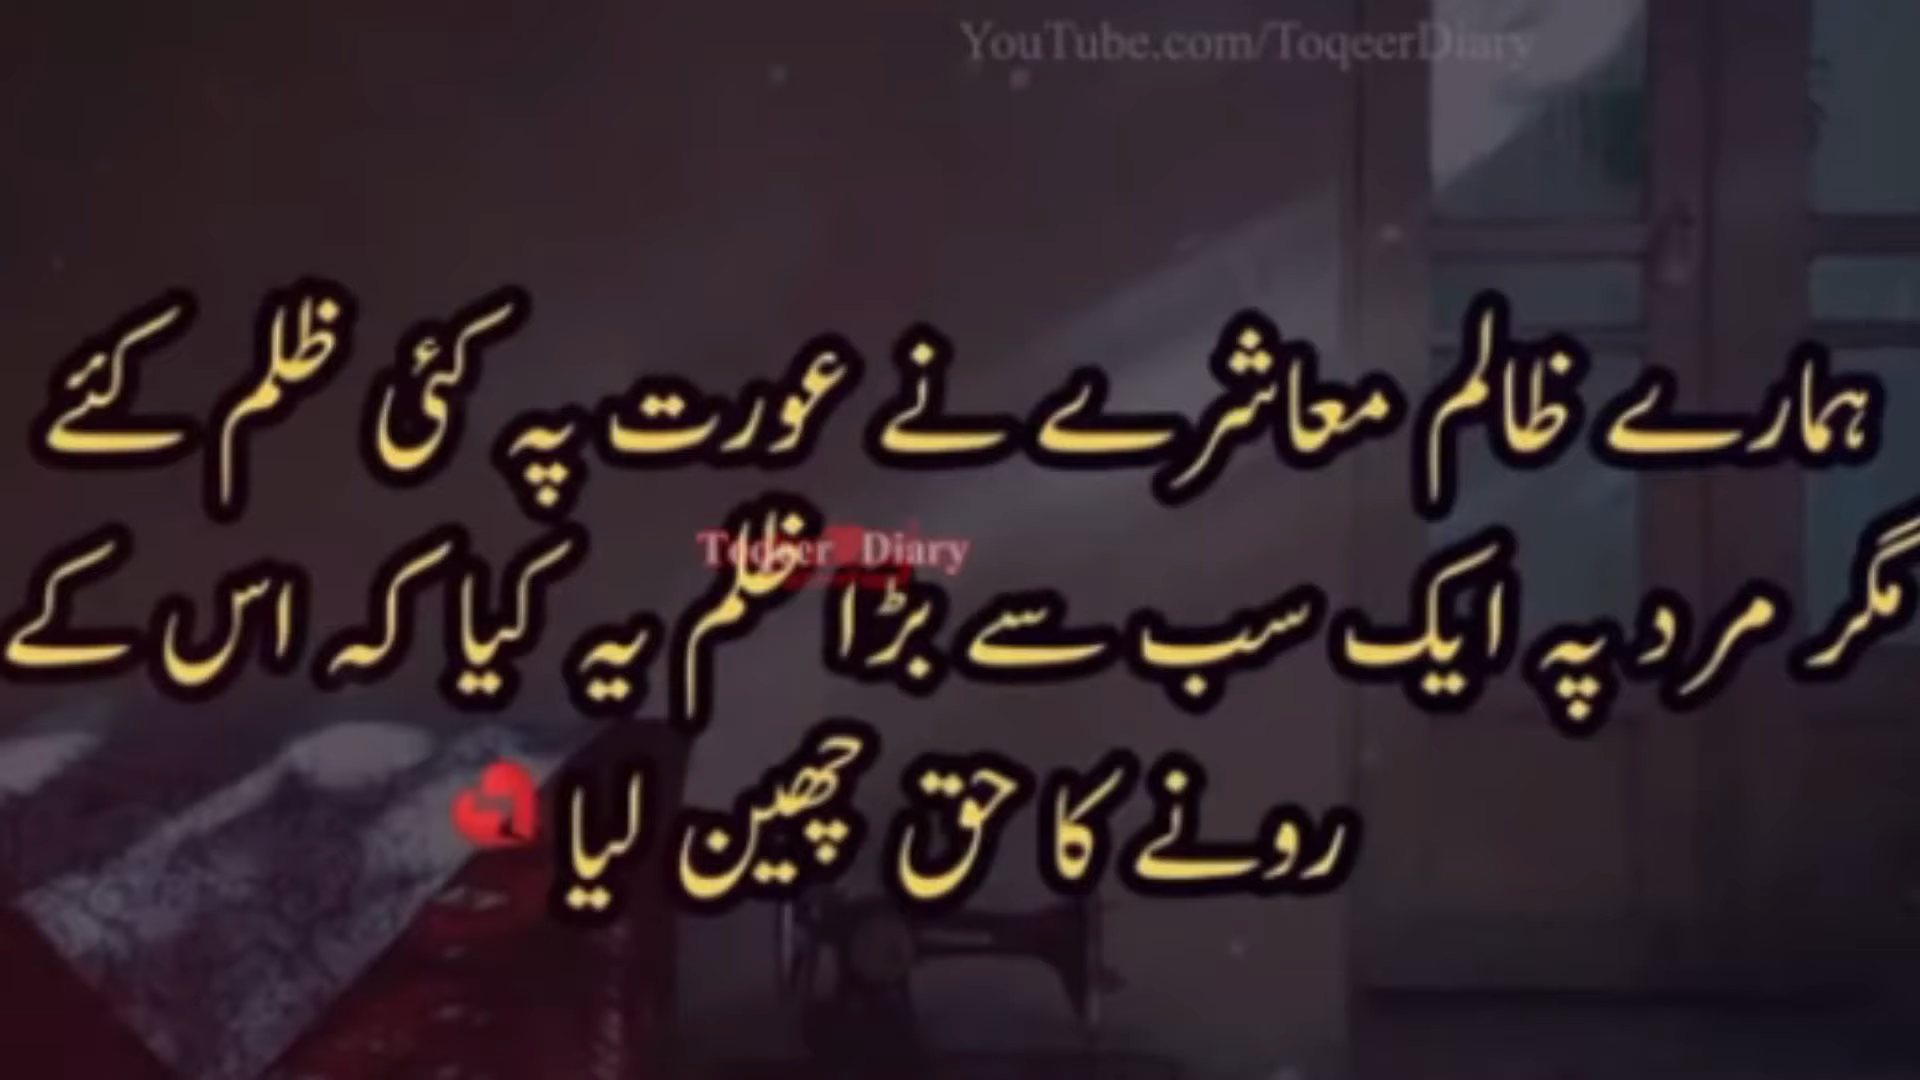 YouTube.com/ToqeerDiary
ہمارے ظالم معاشرے نے عورت پہ کئی ظلم کئے
Toqeer Diary
مگر مرد پہ ایک سب سے بڑا ظلم یہ کیا کہ اس کے
رونے کا حق چھین لیا